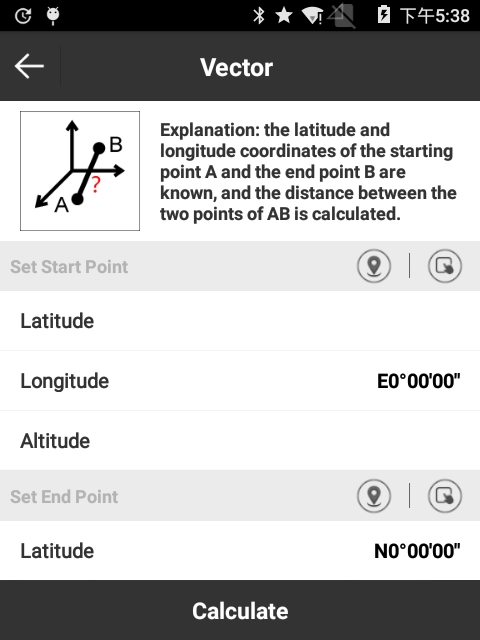 下午5:38
Vector
B
?
A
Explanation: the latitude and
longitude coordinates of the starting
point A and the end point B are
known, and the distance between the
two points of AB is calculated.
Set Start Point
Latitude
Longitude E0°00'00"
Altitude
Set End Point
Latitude N0°00'00"
Calculate